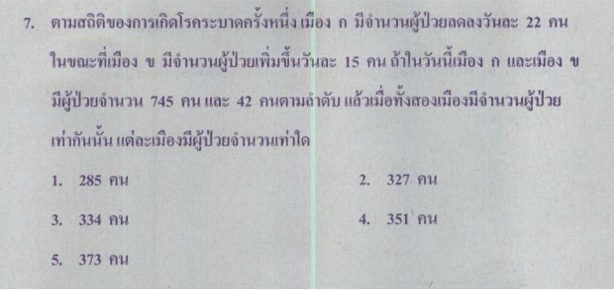 7. ตามสถิติของการเกิดโรคระบาดครั้งหนึ่ง เมือง ก มีจำนวนผู้ป่วยลดลงวันละ 22 คน
ในขณะที่เมือง ข มีจำนวนผู้ป่วยเพิ่มขึ้นวันละ 15 คน ถ้าในวันนี้เมือง ก และเมือง ข
มีผู้ป่วยจำนวน 745 คน และ 42 คนตามลำดับ แล้วเมื่อทั้งสองเมืองมีจำนวนผู้ป่วย
เท่ากันนั้น แต่ละเมืองมีผู้ป่วยจำนวนเท่าใด
1. 285 คน 2. 327 คน
3. 334 คน 4. 351 คน
5. 373 คน